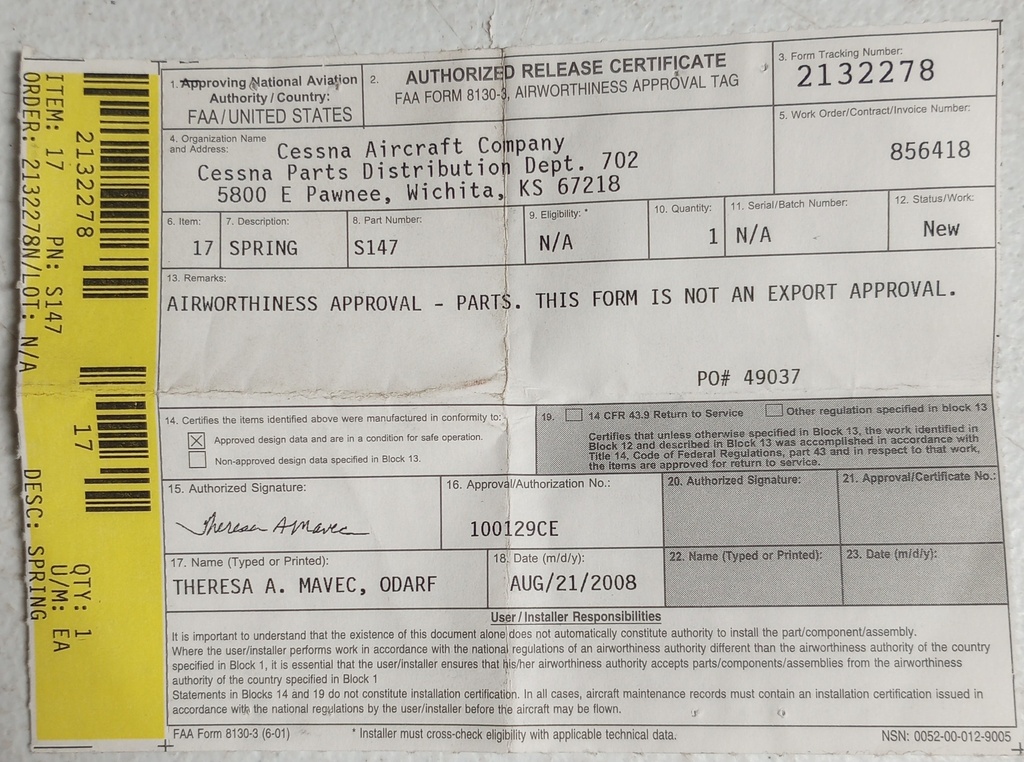 ITEM: 17 PN: S147
ORDER: 2132278N/LOT: N/A
2132278
17
QTY: 1
U/M: EA
DESC: SPRING
1. Approving National Aviation
Authority / Country:
FAA/UNITED STATES
2.
AUTHORIZED RELEASE CERTIFICATE
FAA FORM 8130-3, AIRWORTHINESS APPROVAL TAG
3. Form Tracking Number:
2132278
4. Organization Name
and Address:
Cessna Aircraft Company
Cessna Parts Distribution Dept. 702
5800 E Pawnee, Wichita, KS 67218
5. Work Order/Contract/Invoice Number:
856418
6. Item:
17
7. Description:
SPRING
8. Part Number:
S147
9. Eligibility: *
N/A
10. Quantity:
1
11. Serial/Batch Number:
N/A
12. Status/Work:
New
13. Remarks:
AIRWORTHINESS APPROVAL - PARTS. THIS FORM IS NOT AN EXPORT APPROVAL.
PO# 49037
14. Certifies the items identified above were manufactured in conformity to:
Approved design data and are in a condition for safe operation.
Non-approved design data specified in Block 13.
19. 14 CFR 43.9 Return to Service Other regulation specified in block 13
Certifies that unless otherwise specified in Block 13, the work identified in
Block 12 and described in Block 13 was accomplished in accordance with
Title 14, Code of Federal Regulations, part 43 and in respect to that work,
the items are approved for return to service.
15. Authorized Signature:
Theresa A Mavec
16. Approval/Authorization No.:
100129CE
20. Authorized Signature:
21. Approval/Certificate No.:
17. Name (Typed or Printed):
THERESA A. MAVEC, ODARF
18. Date (m/d/y):
AUG/21/2008
22. Name (Typed or Printed):
23. Date (m/d/y):
User / Installer Responsibilities
It is important to understand that the existence of this document alone does not automatically constitute authority to install the part/component/assembly.
Where the user/installer performs work in accordance with the national regulations of an airworthiness authority different than the airworthiness authority of the country
specified in Block 1, it is essential that the user/installer ensures that his/her airworthiness authority accepts parts/components/assemblies from the airworthiness
authority of the country specified in Block 1
Statements in Blocks 14 and 19 do not constitute installation certification. In all cases, aircraft maintenance records must contain an installation certification issued in
accordance with the national regulations by the user/installer before the aircraft may be flown.
FAA Form 8130-3 (6-01)
* Installer must cross-check eligibility with applicable technical data.
NSN: 0052-00-012-9005